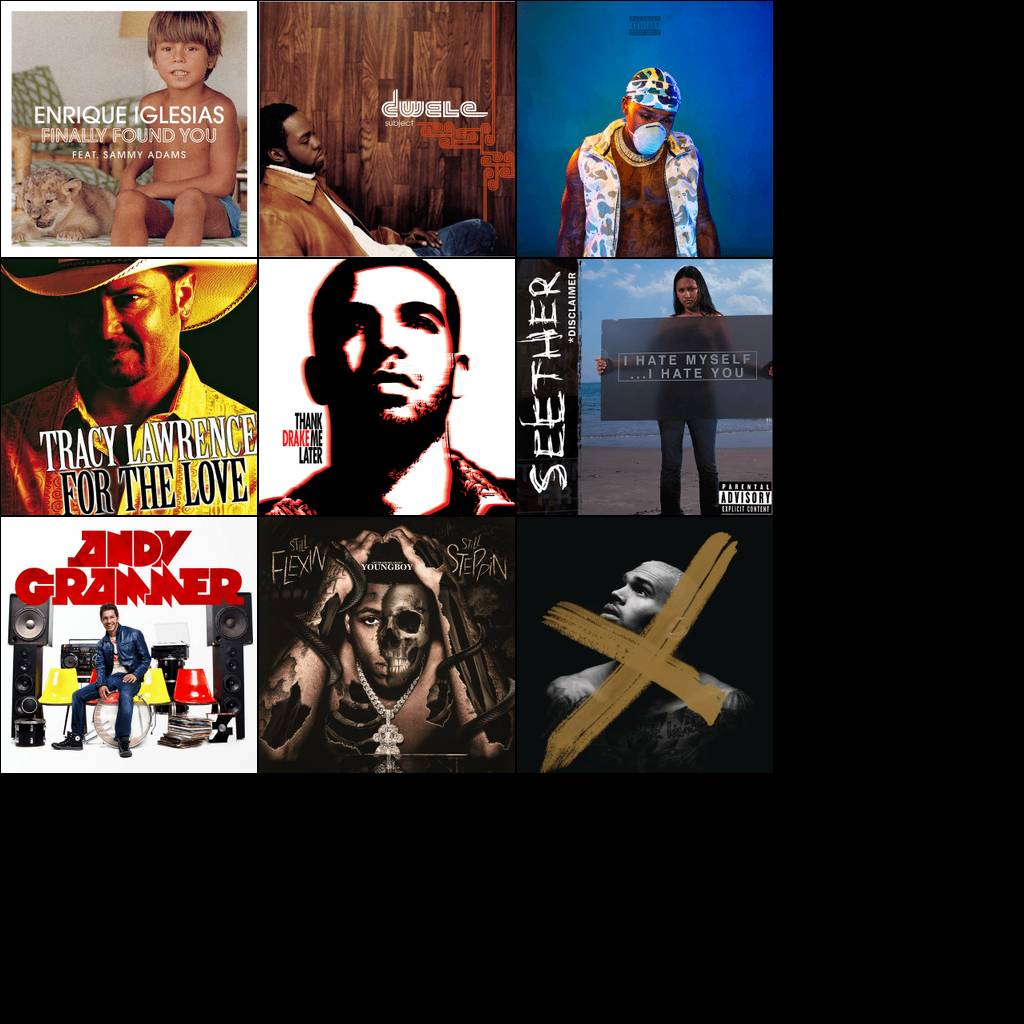 ENRIQUE IGLESIAS
FINALLY FOUND YOU
FEAT. SAMMY ADAMS
dwele
subject
TRACY LAWRENCE
FOR THE LOVE
THANK
DRAKE ME
LATER
SEETHER
*DISCLAIMER
I HATE MYSELF
...I HATE YOU
PARENTAL
ADVISORY
EXPLICIT CONTENT
ANDY
GRAMMER
STILL
FLEXIN
YOUNGBOY
STILL
STEPPIN